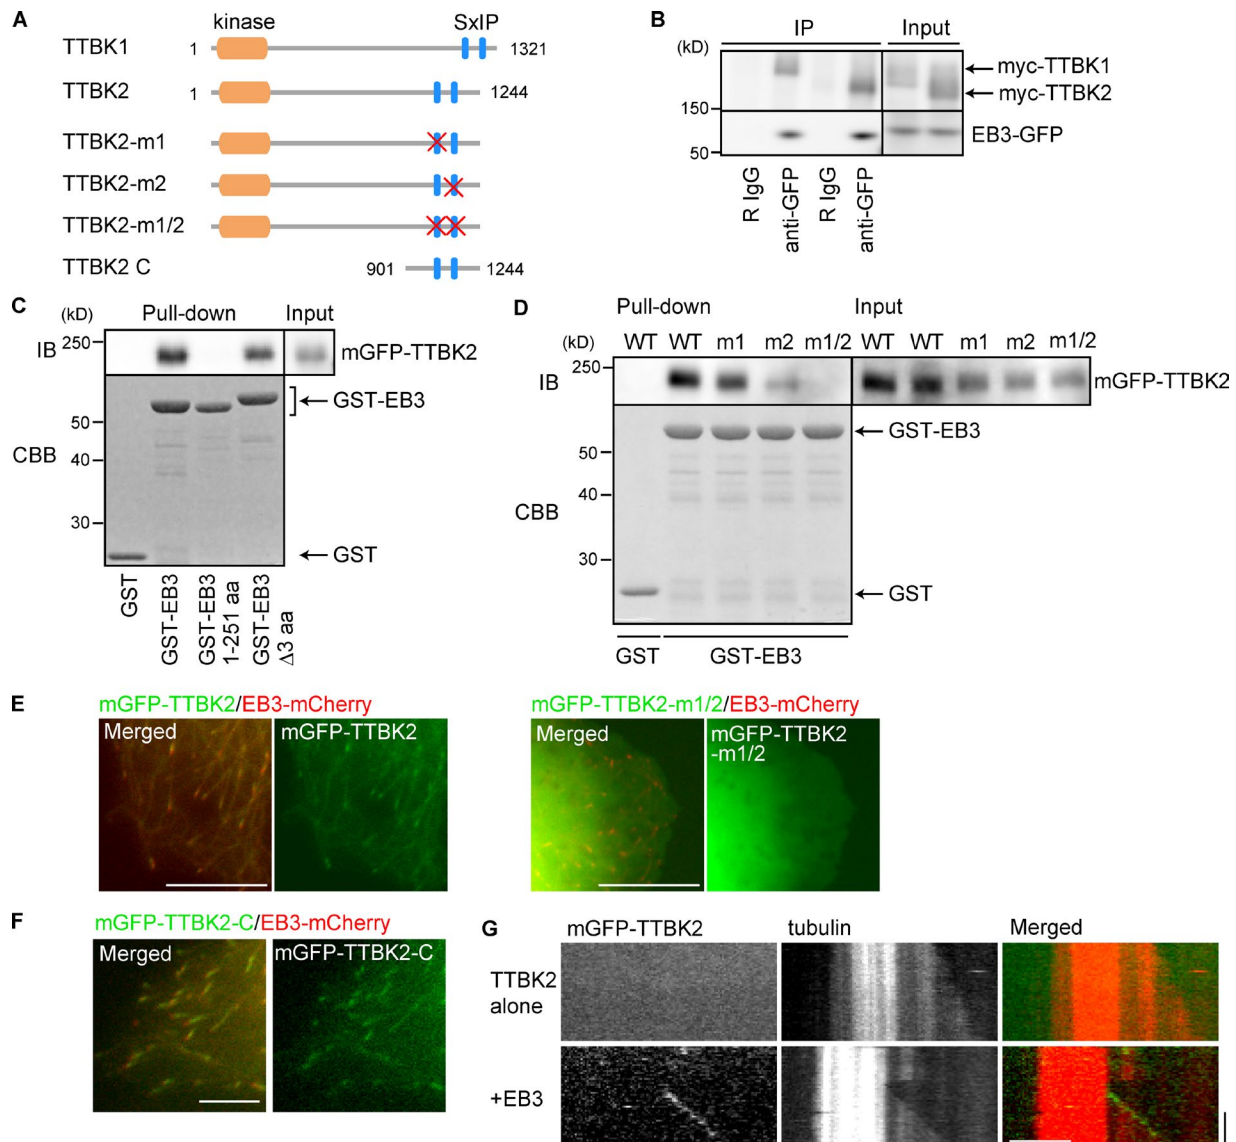 A
kinase
SxIP
TTBK1
1
1321
TTBK2
1
1244
TTBK2-m1
TTBK2-m2
TTBK2-m1/2
TTBK2 C
901
1244
B
IP
Input
(kD)
myc-TTBK1
myc-TTBK2
150
EB3-GFP
50
R IgG
anti-GFP
R IgG
anti-GFP
C
(kD)
Pull-down
Input
IB
250
mGFP-TTBK2
GST-EB3
50
CBB
40
30
GST
GST
GST-EB3
GST-EB3
1-251 aa
GST-EB3
Δ3 aa
D
Pull-down
Input
(kD)
WT
WT
m1
m2
m1/2
WT
WT
m1
m2
m1/2
250
IB
mGFP-TTBK2
GST-EB3
50
40
CBB
30
GST
GST
GST-EB3
E
mGFP-TTBK2/EB3-mCherry
Merged
mGFP-TTBK2
mGFP-TTBK2-m1/2/EB3-mCherry
Merged
mGFP-TTBK2
-m1/2
F
mGFP-TTBK2-C/EB3-mCherry
Merged
mGFP-TTBK2-C
G
mGFP-TTBK2
tubulin
Merged
TTBK2
alone
+EB3